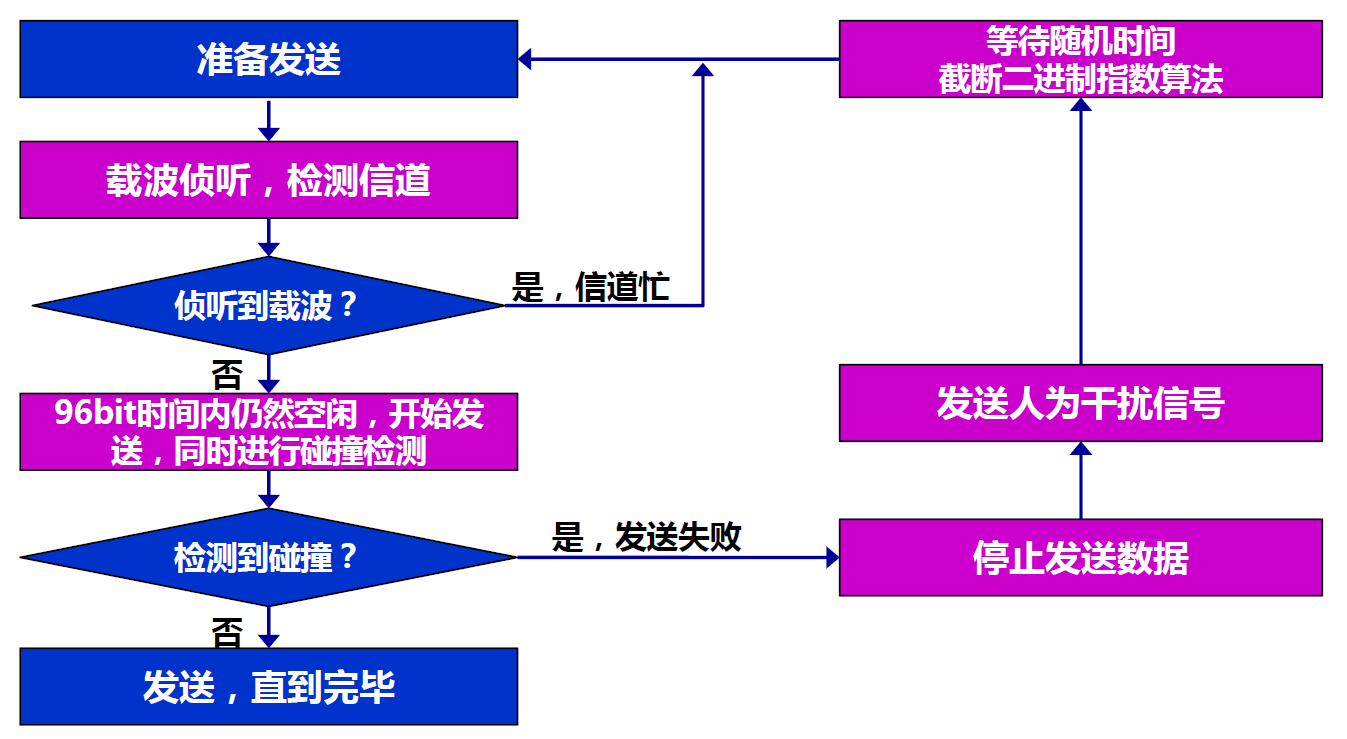 准备发送
等待随机时间
截断二进制指数算法
载波侦听，检测信道
侦听到载波？
是，信道忙
否
96bit时间内仍然空闲，开始发
送，同时进行碰撞检测
发送人为干扰信号
检测到碰撞？
是，发送失败
停止发送数据
否
发送，直到完毕